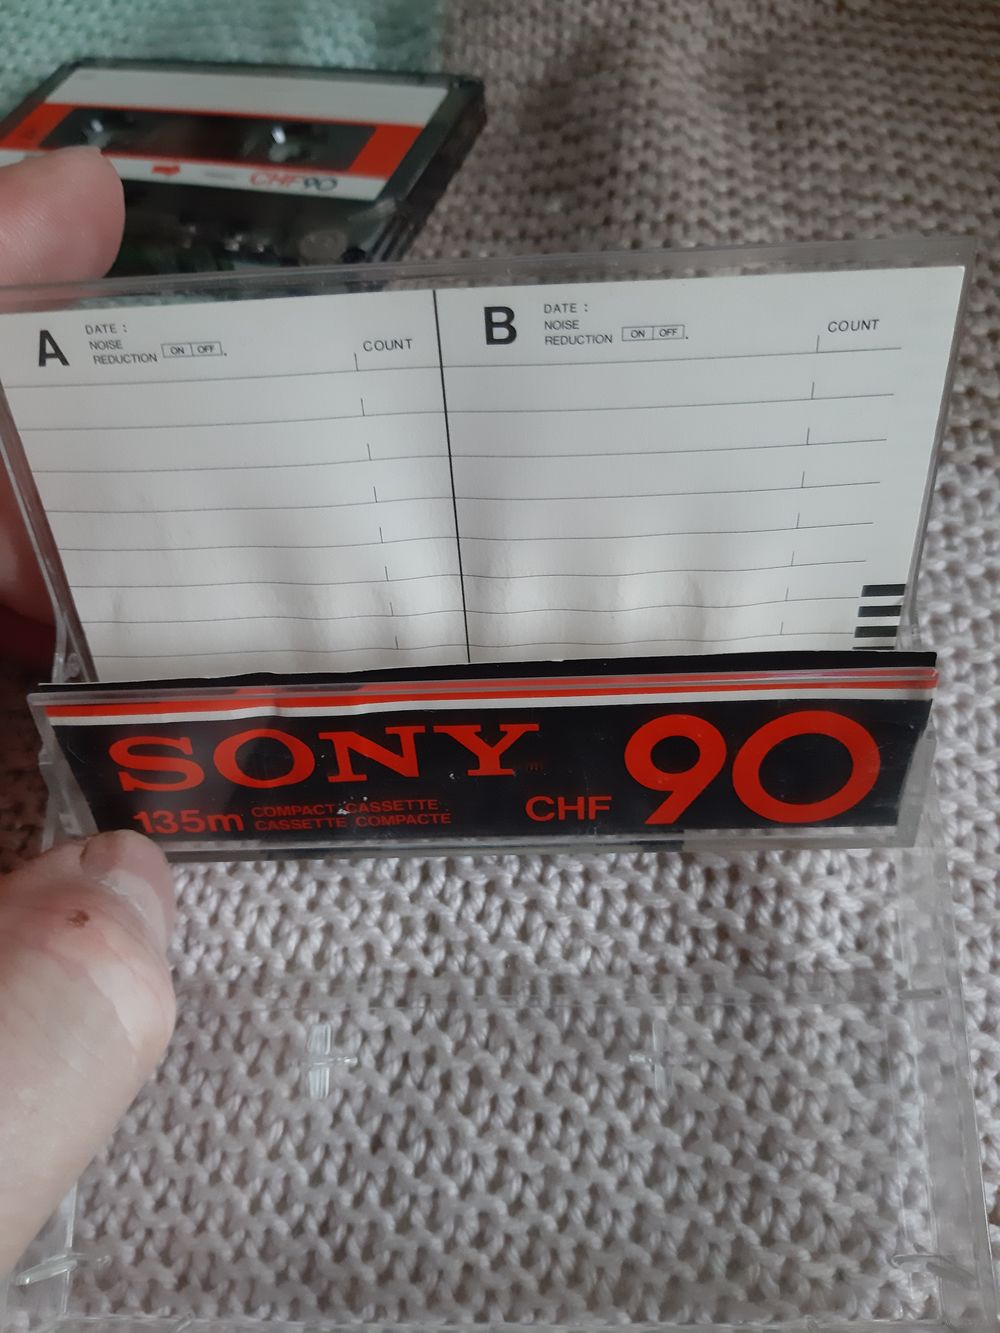 CHF90
A
DATE :
NOISE
REDUCTION ON OFF
COUNT
B
DATE :
NOISE
REDUCTION ON OFF
COUNT
SONY
135m
COMPACT CASSETTE
CASSETTE COMPACTE
CHF
90